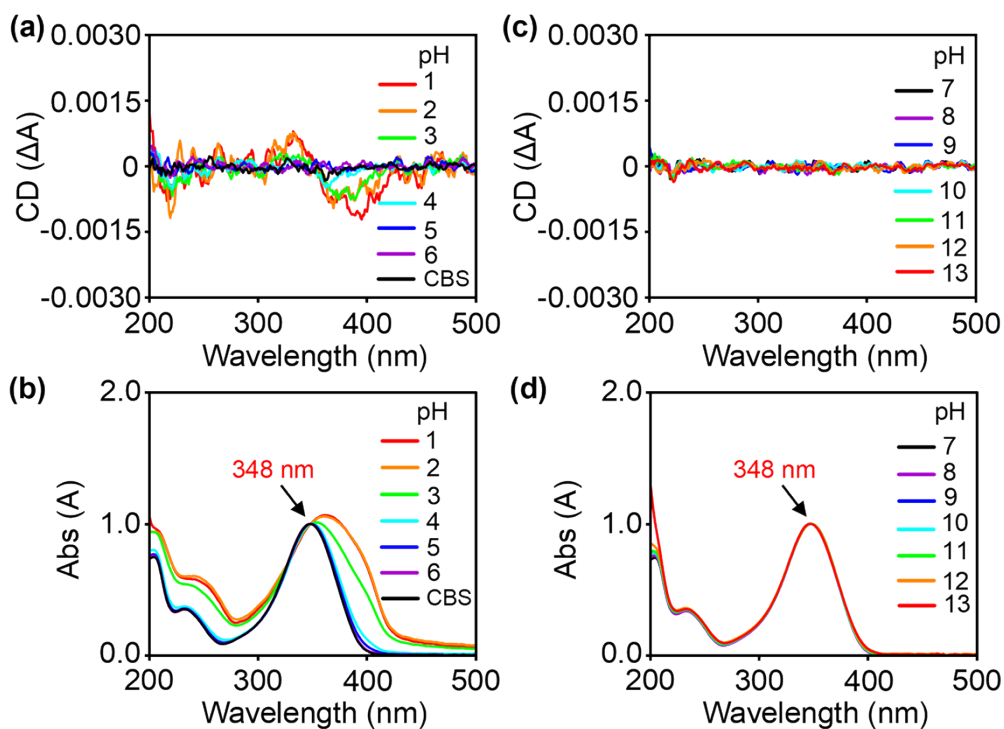 (a)
0.0030
0.0015
0
-0.0015
-0.0030
CD (ΔA)
pH
1
2
3
4
5
6
CBS
200 300 400 500
Wavelength (nm)
(c)
0.0030
0.0015
0
-0.0015
-0.0030
CD (ΔA)
pH
7
8
9
10
11
12
13
200 300 400 500
Wavelength (nm)
(b)
2.0
1.0
0.0
Abs (A)
348 nm
pH
1
2
3
4
5
6
CBS
200 300 400 500
Wavelength (nm)
(d)
2.0
1.0
0.0
Abs (A)
348 nm
pH
7
8
9
10
11
12
13
200 300 400 500
Wavelength (nm)